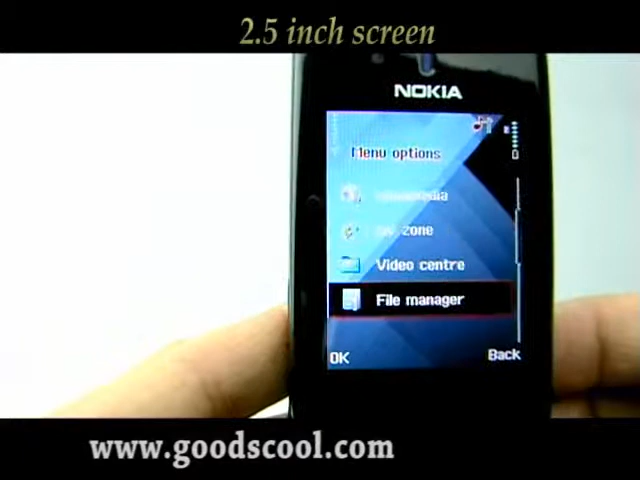 2.5 inch screen
NOKIA
Menu options
zone
Video centre
File manager
OK
Back
www.goodscool.com